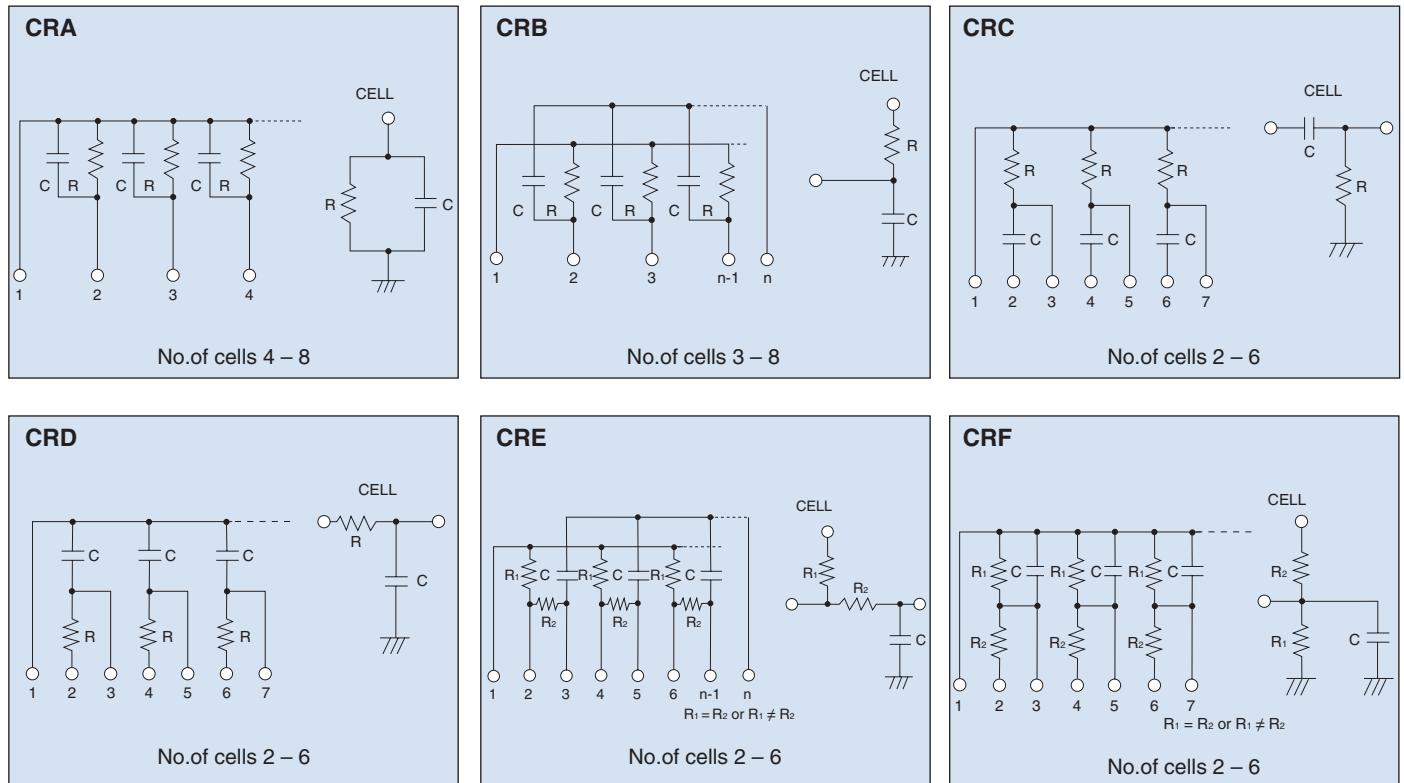 CRA
CELL
C R C R C R
R C
1 2 3 4
No.of cells 4 – 8
CRB
CELL
R
C
C R C R C R
1 2 3 n-1 n
No.of cells 3 – 8
CRC
CELL
C
R
R R R
C C C
1 2 3 4 5 6 7
No.of cells 2 – 6
CRD
CELL
R
C
C C C
R R R
1 2 3 4 5 6 7
No.of cells 2 – 6
CRE
CELL
R1
R2
C
R1 C R1 C R1 C
R2 R2 R2
1 2 3 4 5 6 n-1 n
R1 = R2 or R1 ≠ R2
No.of cells 2 – 6
CRF
CELL
R2
R1 C
R1 C R1 C R1 C
R2 R2 R2
1 2 3 4 5 6 7
R1 = R2 or R1 ≠ R2
No.of cells 2 – 6